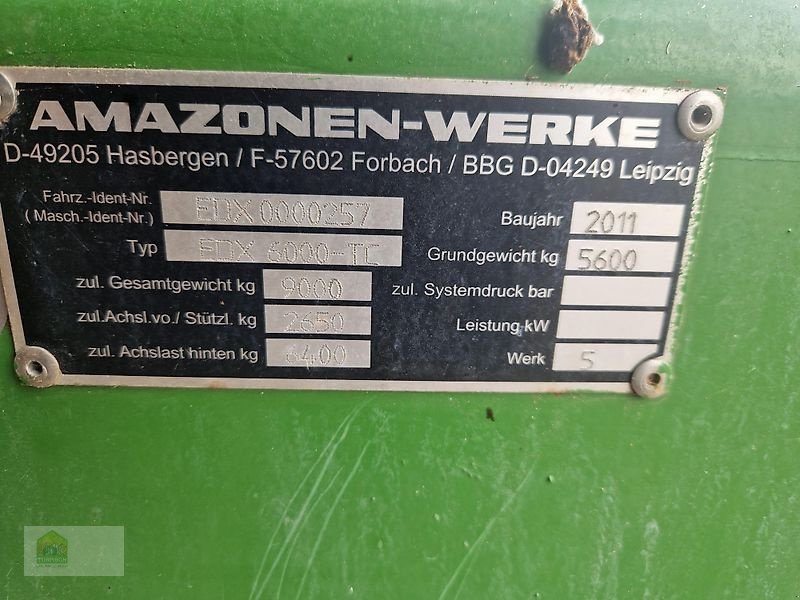 AMAZONEN-WERKE
D-49205 Hasbergen / F-57602 Forbach / BBG D-04249 Leipzig
Fahrz.-Ident-Nr.
(Masch.-Ident-Nr.) EDX0000257
Typ EDX 6000-TC
zul. Gesamtgewicht kg 9000
zul.Achsl.vo./ Stützl. kg 2650
zul. Achslast hinten kg 6400
Baujahr 2011
Grundgewicht kg 5600
zul. Systemdruck bar
Leistung kW
Werk 5